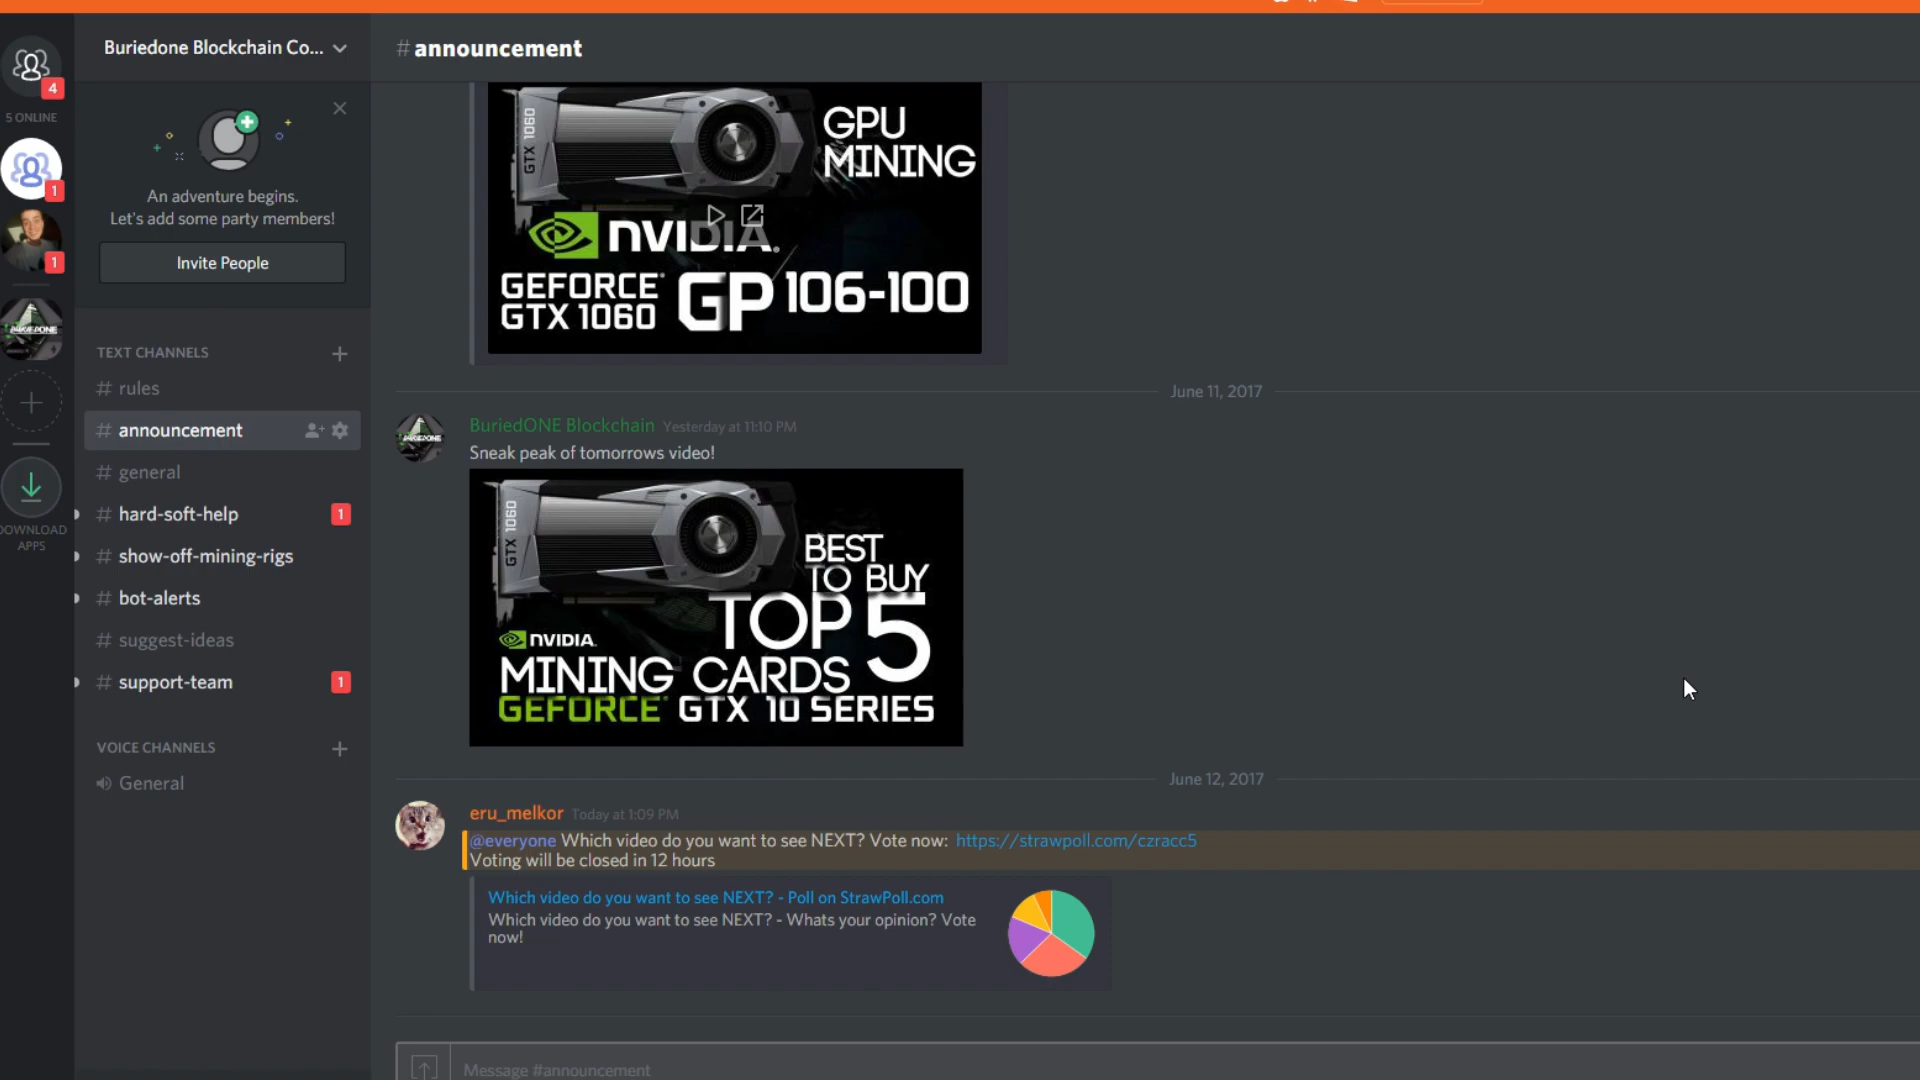 4
5 ONLINE
1
1
BURIEDONE
DOWNLOAD
APPS
Buriedone Blockchain Co...
An adventure begins.
Let's add some party members!
Invite People
TEXT CHANNELS
# rules
# announcement
# general
# hard-soft-help 1
# show-off-mining-rigs
# bot-alerts
# suggest-ideas
# support-team 1
VOICE CHANNELS
General
#announcement
GTX 1060
GPU
MINING
NVIDIA.
GEFORCE
GTX 1060
GP 106-100
June 11, 2017
BuriedONE Blockchain Yesterday at 11:10 PM
Sneak peak of tomorrows video!
GTX 1060
BEST
TO BUY
TOP 5
NVIDIA.
MINING CARDS
GEFORCE GTX 10 SERIES
June 12, 2017
eru_melkor Today at 1:09 PM
@everyone Which video do you want to see NEXT? Vote now: https://strawpoll.com/czracc5
Voting will be closed in 12 hours
Which video do you want to see NEXT? - Poll on StrawPoll.com
Which video do you want to see NEXT? - Whats your opinion? Vote
now!
Message #announcement